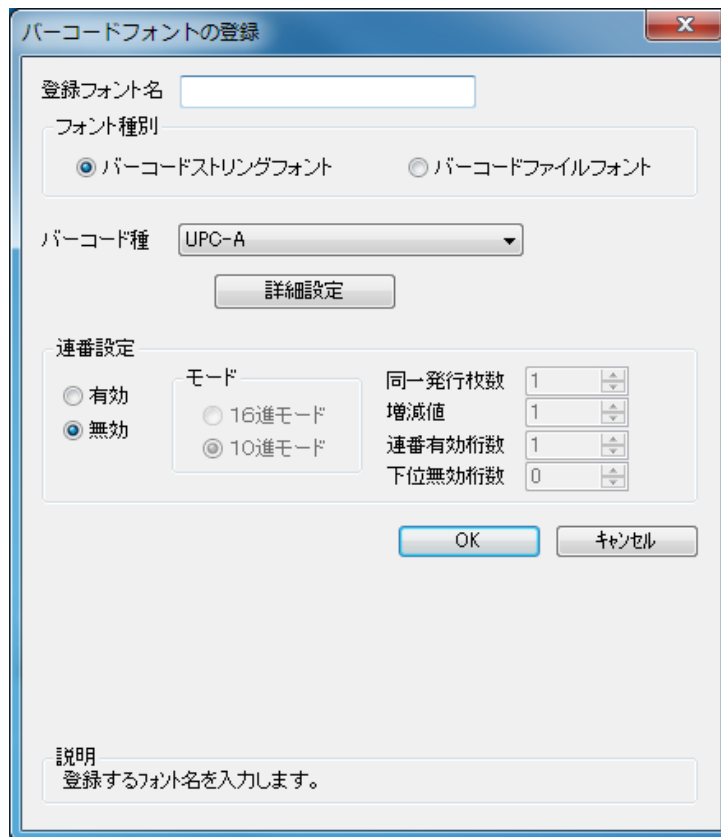 バーコードフォントの登録
登録フォント名
フォント種別
バーコードストリングフォント
バーコードファイルフォント
バーコード種
UPC-A
詳細設定
連番設定
有効
無効
モード
16進モード
10進モード
同一発行枚数 1
増減値 1
連番有効桁数 1
下位無効桁数 0
OK
キャンセル
説明
登録するフォント名を入力します。